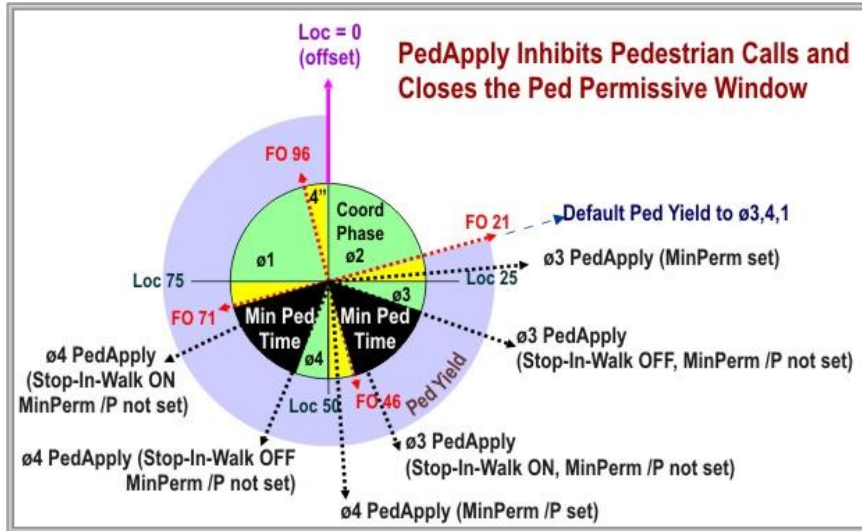 Loc = 0
(offset)
PedApply Inhibits Pedestrian Calls and
Closes the Ped Permissive Window
FO 96
4"
Coord
Phase
ø2
FO 21
Default Ped Yield to ø3,4,1
ø1
ø3 PedApply (MinPerm set)
Loc 75
Loc 25
ø3
FO 71
Min Ped
Time
Min Ped
Time
ø4
ø3 PedApply
(Stop-In-Walk OFF, MinPerm /P not set)
ø4 PedApply
(Stop-In-Walk ON
MinPerm /P not set)
Loc 50
FO 46
Ped Yield
ø4 PedApply (Stop-In-Walk OFF
MinPerm /P not set)
ø3 PedApply
(Stop-In-Walk ON, MinPerm /P not set)
ø4 PedApply (MinPerm /P set)